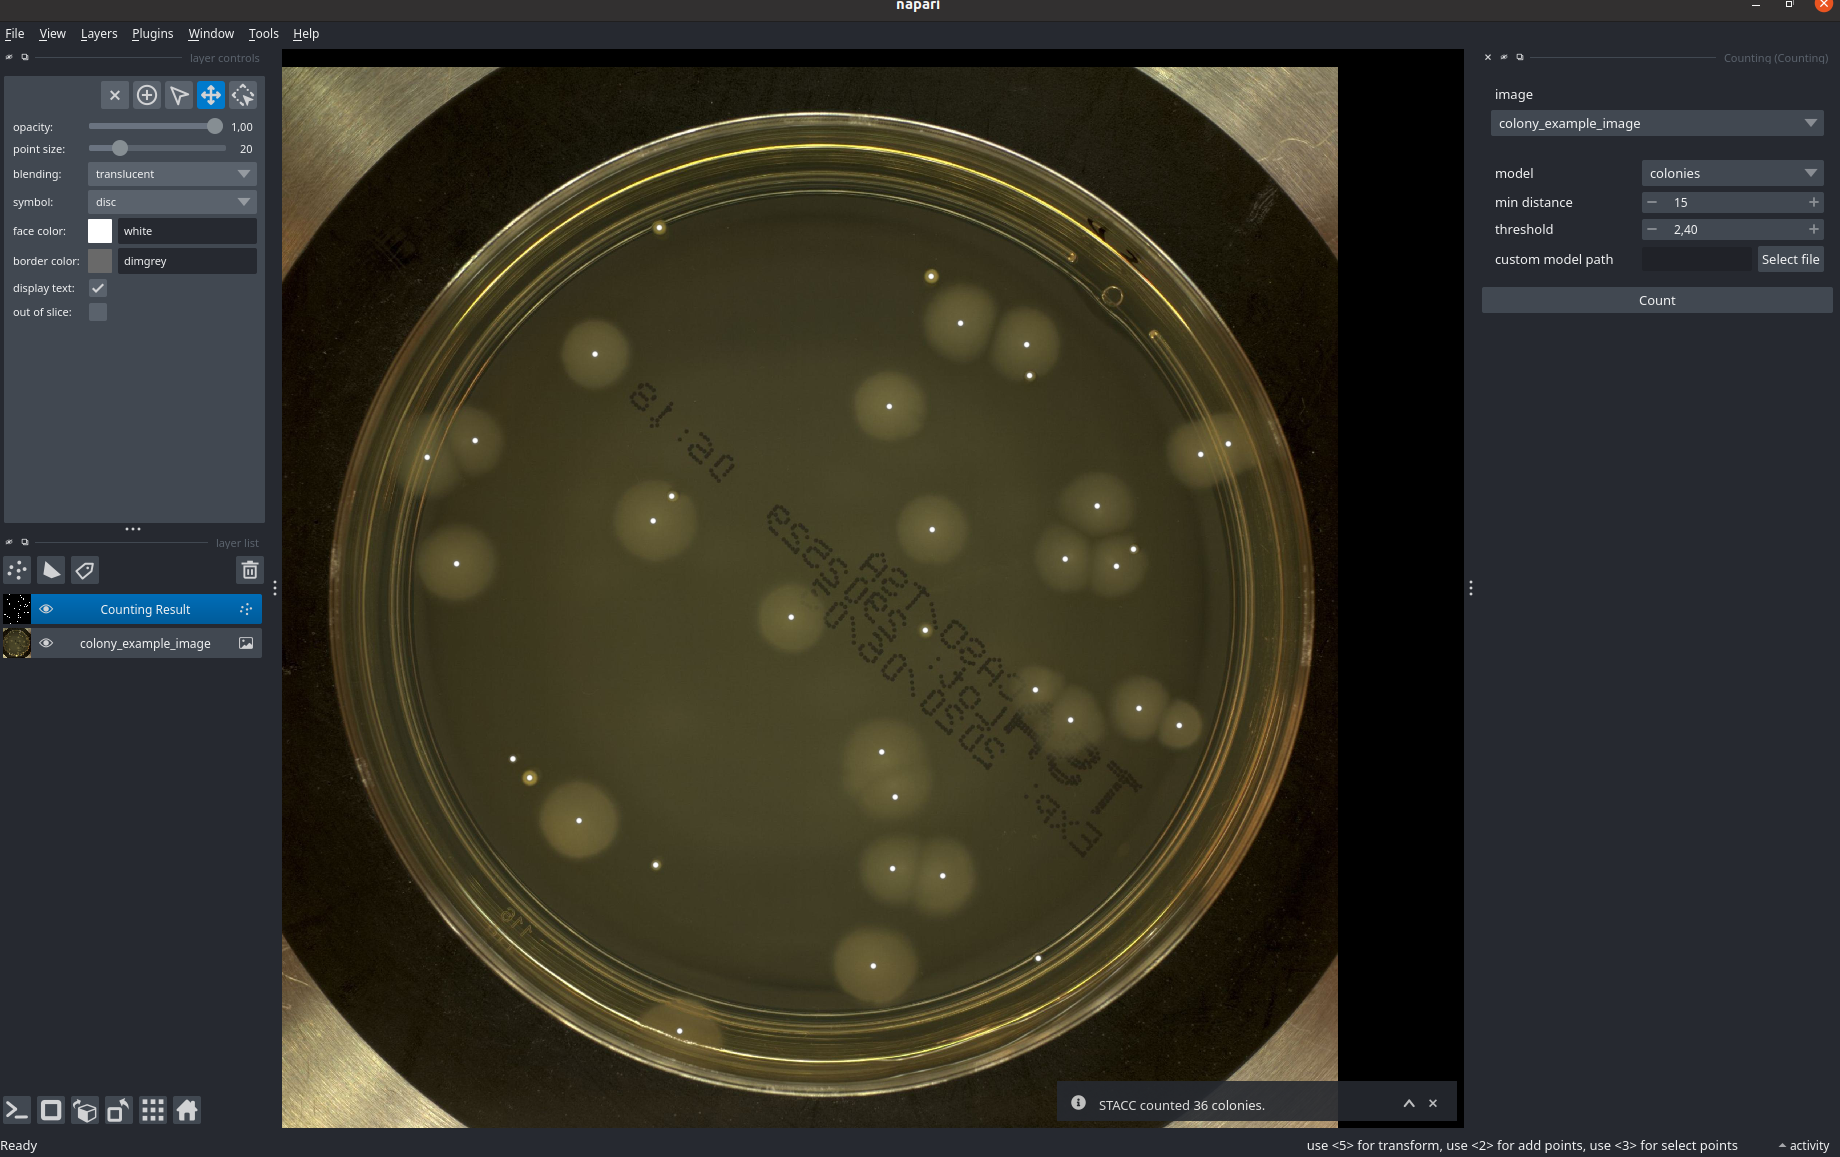 napari
File View Layers Plugins Window Tools Help
layer controls
opacity: 1,00
point size: 20
blending: translucent
symbol: disc
face color: white
border color: dimgrey
display text:
out of slice:
layer list
Counting Result
colony_example_image
Ready
Counting (Counting)
image
colony_example_image
model colonies
min distance 15
threshold 2,40
custom model path Select file
Count
STACC counted 36 colonies.
use <5> for transform, use <2> for add points, use <3> for select points
activity